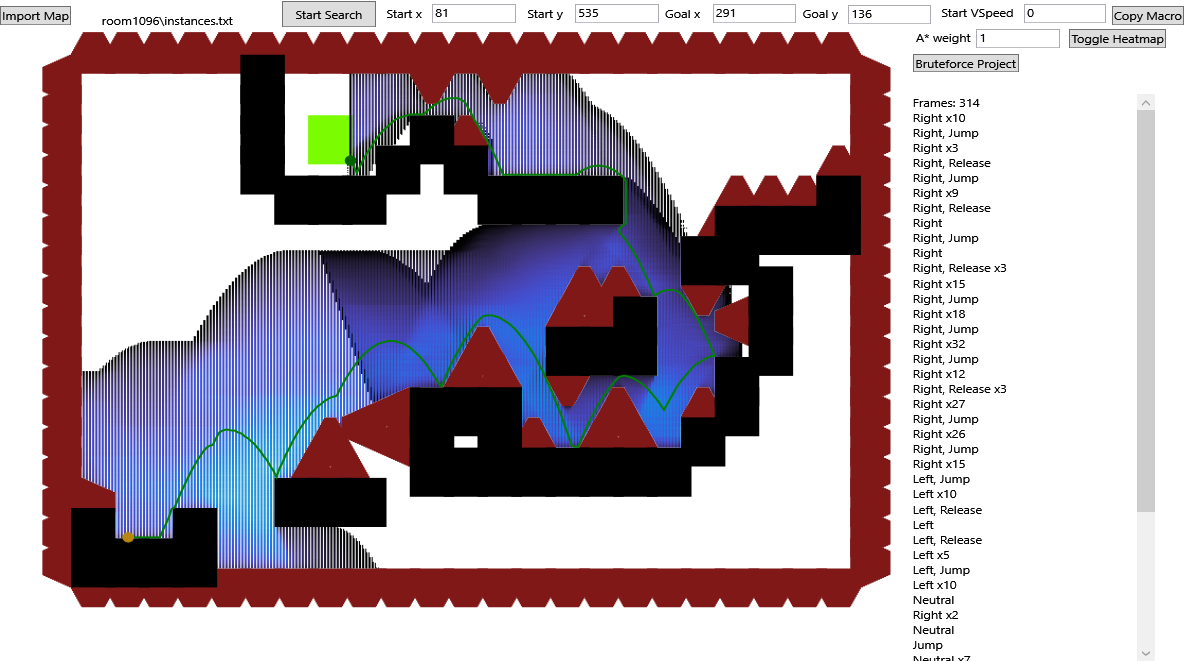 Import Map
room1096\instances.txt
Start Search
Start x 81
Start y 535
Goal x 291
Goal y 136
Start VSpeed 0
Copy Macro
A* weight 1
Toggle Heatmap
Bruteforce Project
Frames: 314
Right x10
Right, Jump
Right x3
Right, Release
Right, Jump
Right x9
Right, Release
Right
Right, Jump
Right
Right, Release x3
Right x15
Right, Jump
Right x18
Right, Jump
Right x32
Right, Jump
Right x12
Right, Release x3
Right x27
Right, Jump
Right x26
Right, Jump
Right x15
Left, Jump
Left x10
Left, Release
Left
Left, Release
Left x5
Left, Jump
Left x10
Neutral
Right x2
Neutral
Jump
Neutral x7